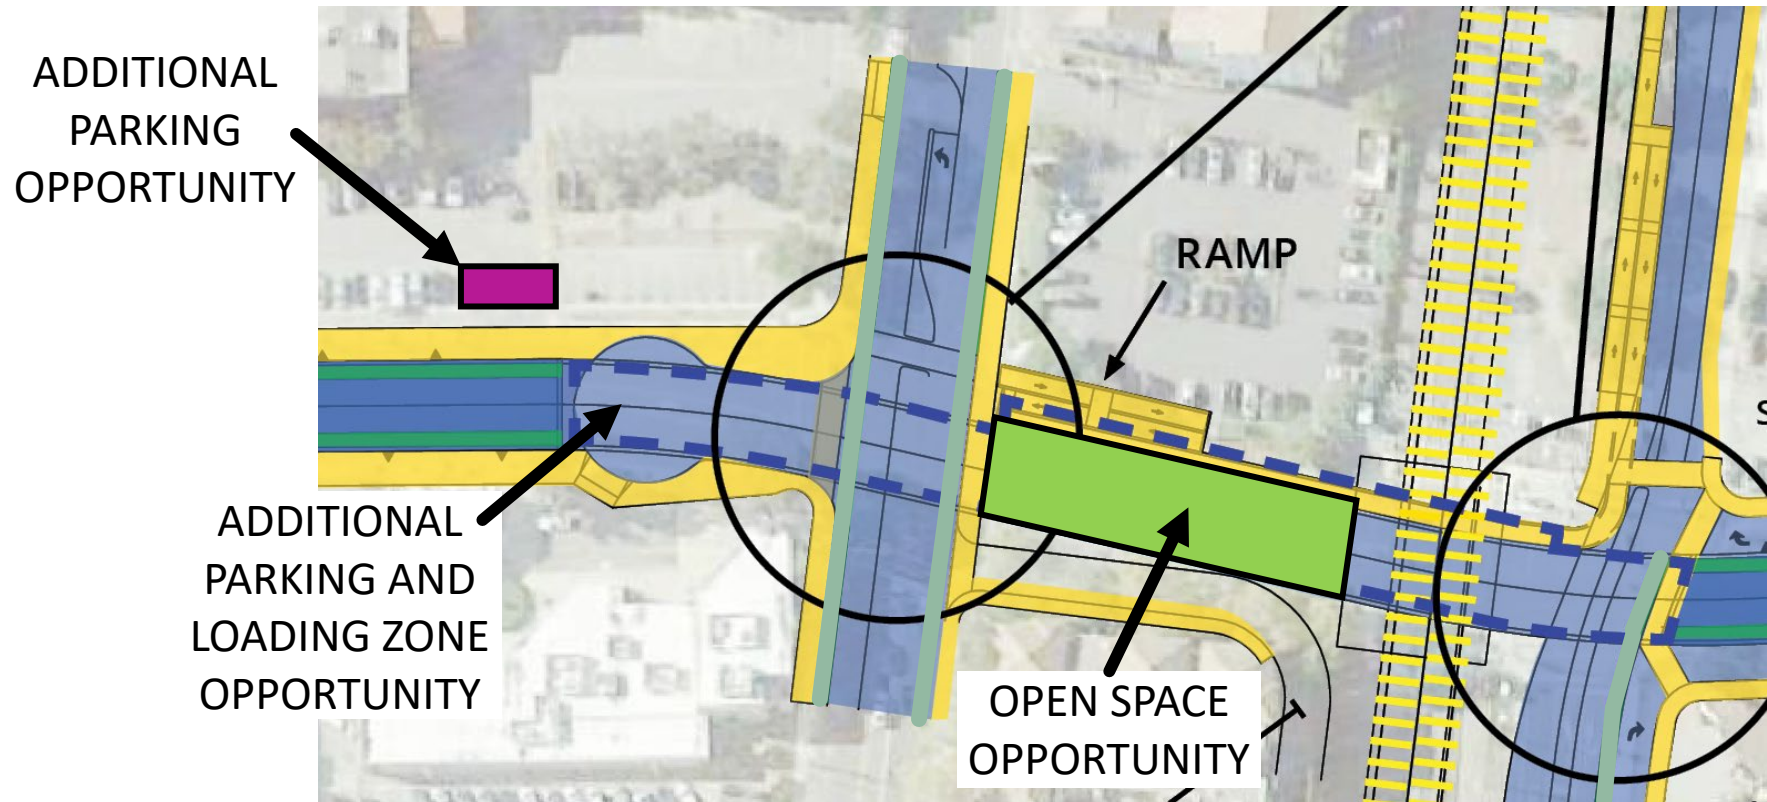 ADDITIONAL
PARKING
OPPORTUNITY
RAMP
S
ADDITIONAL
PARKING AND
LOADING ZONE
OPPORTUNITY
OPEN SPACE
OPPORTUNITY